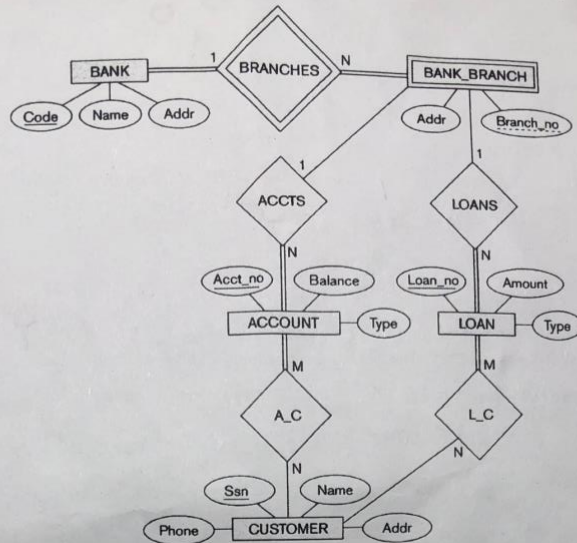 1 N
BANK BRANCHES BANK_BRANCH
Code Name Addr Addr Branch_no
1 1
ACCTS LOANS
N N
Acct_no Balance Loan_no Amount
ACCOUNT Type LOAN Type
M M
A_C L_C
N N
Ssn Name
Phone CUSTOMER Addr